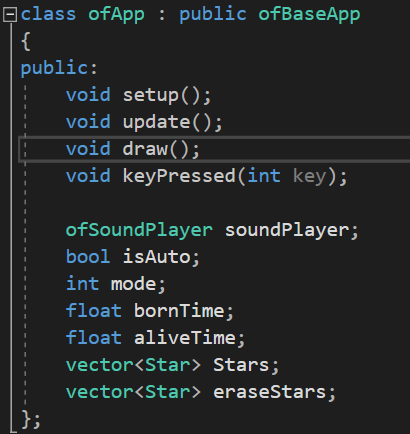 class ofApp : public ofBaseApp
{
public:
    void setup();
    void update();
    void draw();
    void keyPressed(int key);

    ofSoundPlayer soundPlayer;
    bool isAuto;
    int mode;
    float bornTime;
    float aliveTime;
    vector<Star> Stars;
    vector<Star> eraseStars;
};